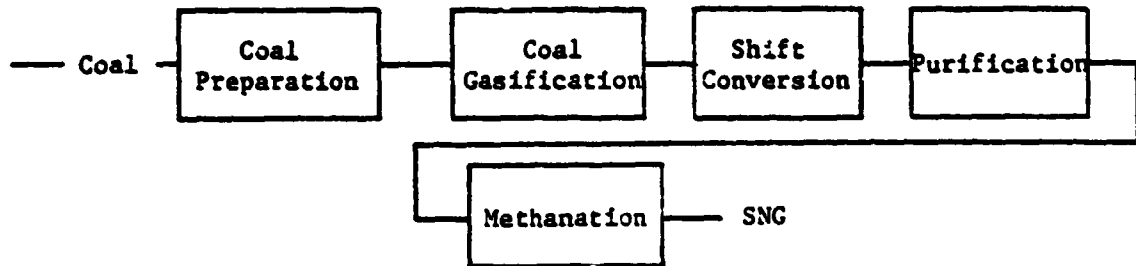 Coal
Coal
Preparation
Coal
Gasification
Shift
Conversion
Purification
Methanation
SNG